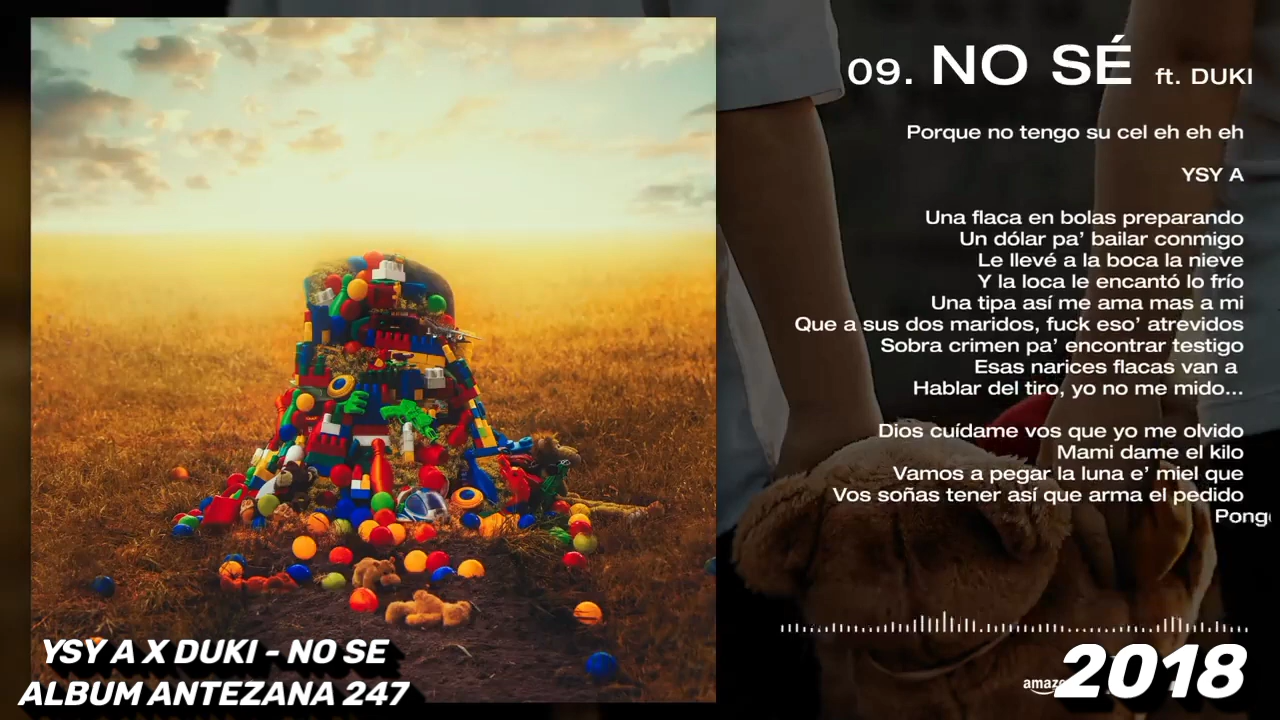 09. NO SÉ ft. DUKI
Porque no tengo su cel eh eh eh
YSY A
Una flaca en bolas preparando
Un dólar pa’ bailar conmigo
Le llevé a la boca la nieve
Y la loca le encantó lo frío
Una tipa así me ama mas a mi
Que a sus dos maridos, fuck eso’ atrevidos
Sobra crimen pa’ encontrar testigo
Esas narices flacas van a
Hablar del tiro, yo no me mido...
Dios cuídame vos que yo me olvido
Mami dame el kilo
Vamos a pegar la luna e’ miel que
Vos soñas tener así que arma el pedido
YSY A X DUKI - NO SE
ALBUM ANTEZANA 247
2018